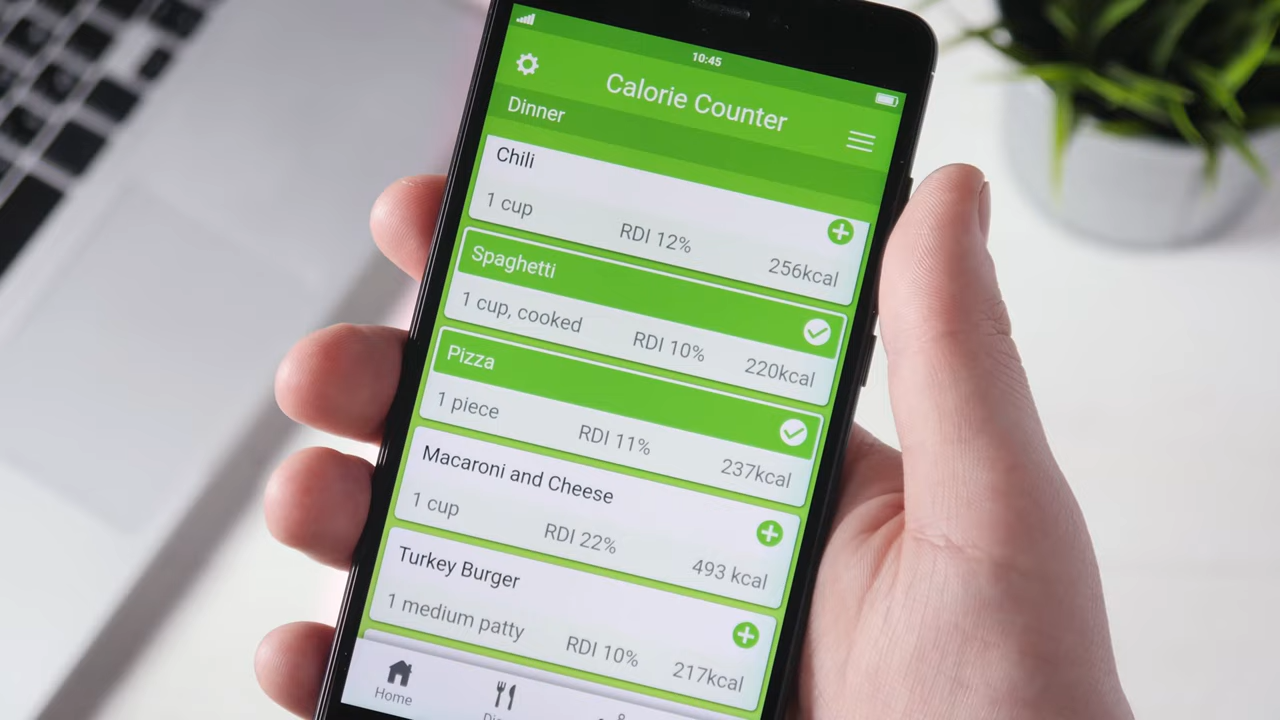 10:45
Calorie Counter
Dinner
Chili
1 cup RDI 12% 256kcal
Spaghetti
1 cup, cooked RDI 10% 220kcal
Pizza
1 piece RDI 11% 237kcal
Macaroni and Cheese
1 cup RDI 22% 493 kcal
Turkey Burger
1 medium patty RDI 10% 217kcal
Home